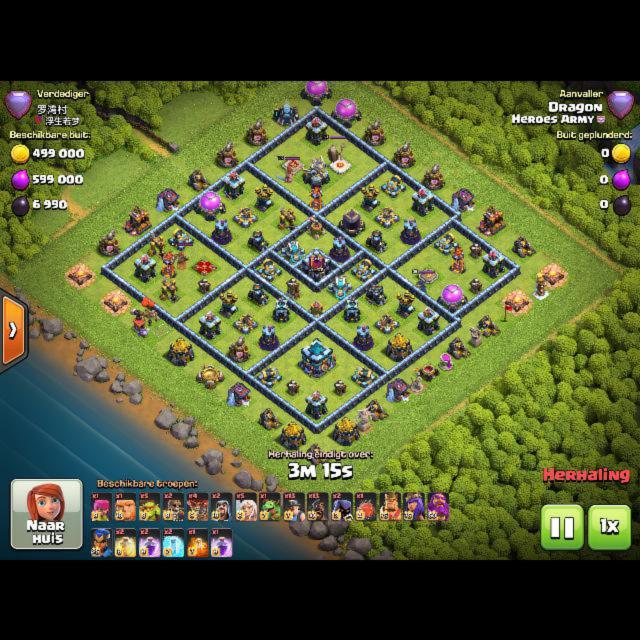 Verdediger
罗湾村
浮生若梦
Beschikbare buit:
499 000
599 000
6 990
Aanvaller
Dragon
Heroes Army
Buit geplunderd:
0
0
0
Herhaling eindigt over:
3M 15s
Herhaling
Beschikbare troepen:
Naar
huis
1x